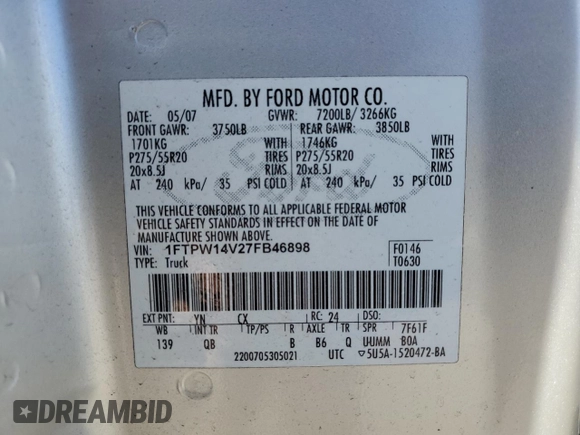 MFD. BY FORD MOTOR CO.
DATE: 05/07 GVWR: 7200LB/ 3266KG
FRONT GAWR: 3750LB REAR GAWR: 3850LB
1701KG WITH 1746KG WITH
P275/55R20 TIRES P275/55R20 TIRES
20x8.5J RIMS 20x8.5J RIMS
AT 240 kPa/ 35 PSI COLD AT 240 kPa/ 35 PSI COLD
THIS VEHICLE CONFORMS TO ALL APPLICABLE FEDERAL MOTOR
VEHICLE SAFETY STANDARDS IN EFFECT ON THE DATE OF
MANUFACTURE SHOWN ABOVE.
VIN: 1FTPW14V27FB46898 F0146
TYPE: Truck T0630
EXT PNT: YN CX RC: 24 DSO:
WB INT TR TP/PS R AXLE TR SPR 7F61F
139 QB B B6 Q UUMM BOA
2200705305021 UTC ▽5U5A-1520472-BA
DREAMBID